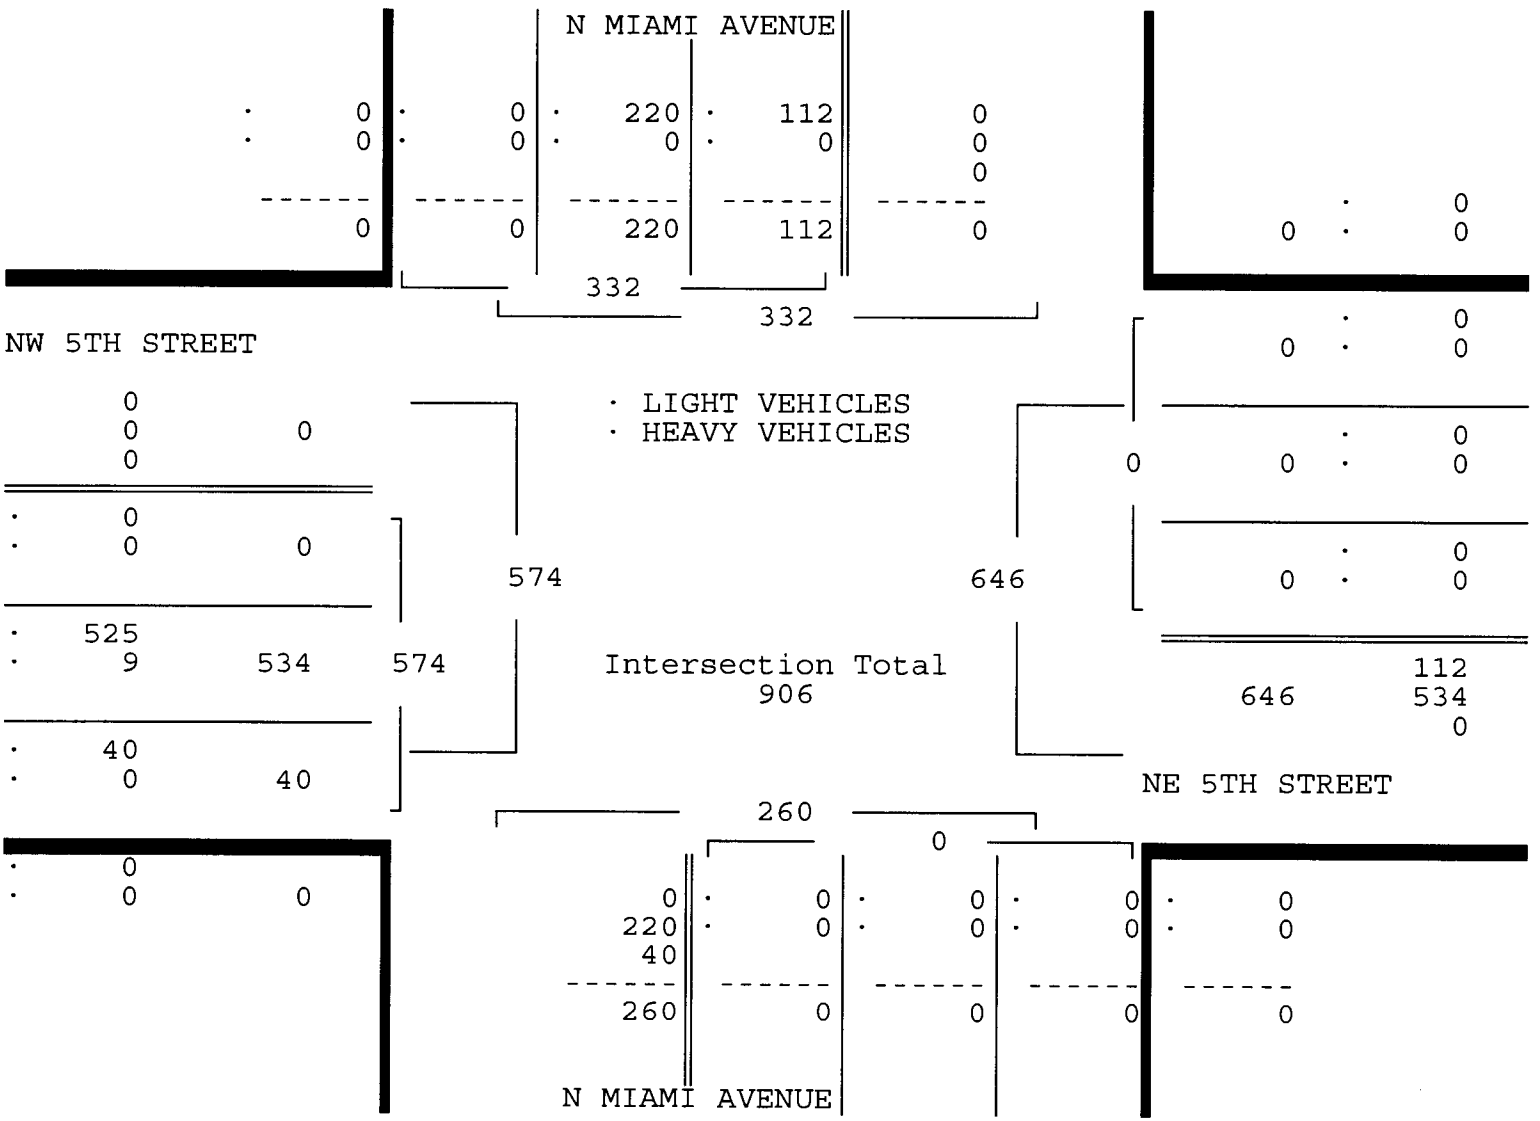 N MIAMI AVENUE
· 0 · 0 · 220 · 112 0
· 0 · 0 · 0 · 0 0
0
------ ------ ------ ------ ------ · 0
0 0 220 112 0 0 · 0
332
332 · 0
NW 5TH STREET 0 · 0
0 · LIGHT VEHICLES
0 0 · HEAVY VEHICLES · 0
0 0 0 · 0
· 0
· 0 0 · 0
574 646 0 · 0
· 525
· 9 534 574 Intersection Total 112
906 646 534
0
· 40
· 0 40 NE 5TH STREET
260
0
· 0
· 0 0 0 · 0 · 0 · 0 · 0
220 · 0 · 0 · 0 · 0
40
------ ------ ------ ------ ------
260 0 0 0 0
N MIAMI AVENUE